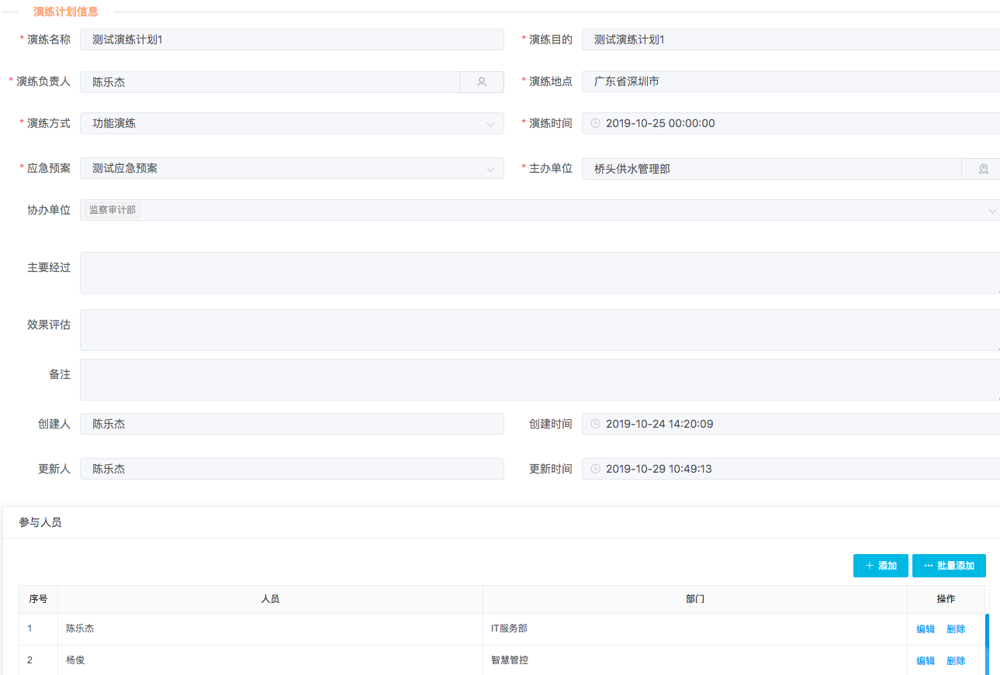 演练计划信息
* 演练名称 测试演练计划1 * 演练目的 测试演练计划1
* 演练负责人 陈乐杰 * 演练地点 广东省深圳市
* 演练方式 功能演练 * 演练时间 2019-10-25 00:00:00
* 应急预案 测试应急预案 * 主办单位 桥头供水管理部
协办单位 监察审计部
主要经过
效果评估
备注
创建人 陈乐杰 创建时间 2019-10-24 14:20:09
更新人 陈乐杰 更新时间 2019-10-29 10:49:13
参与人员
+ 添加 ··· 批量添加
序号 人员 部门 操作
1 陈乐杰 IT服务部 编辑 删除
2 杨俊 智慧管控 编辑 删除